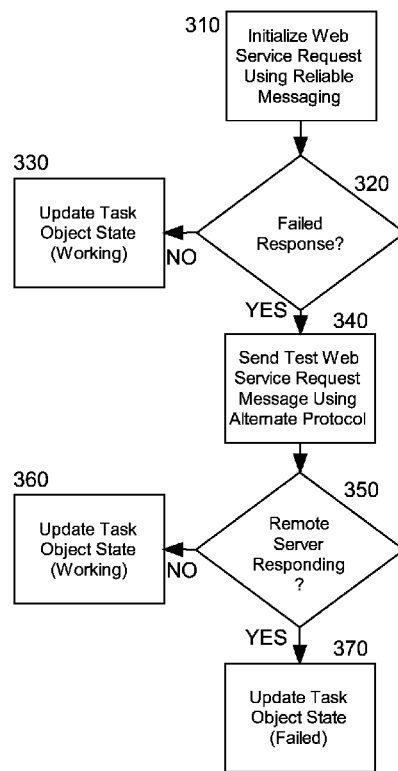 310
Initialize Web
Service Request
Using Reliable
Messaging
320
Failed
Response?
330
Update Task
Object State
(Working)
NO
YES
340
Send Test Web
Service Request
Message Using
Alternate Protocol
350
Remote
Server
Responding
?
360
Update Task
Object State
(Working)
NO
YES
370
Update Task
Object State
(Failed)